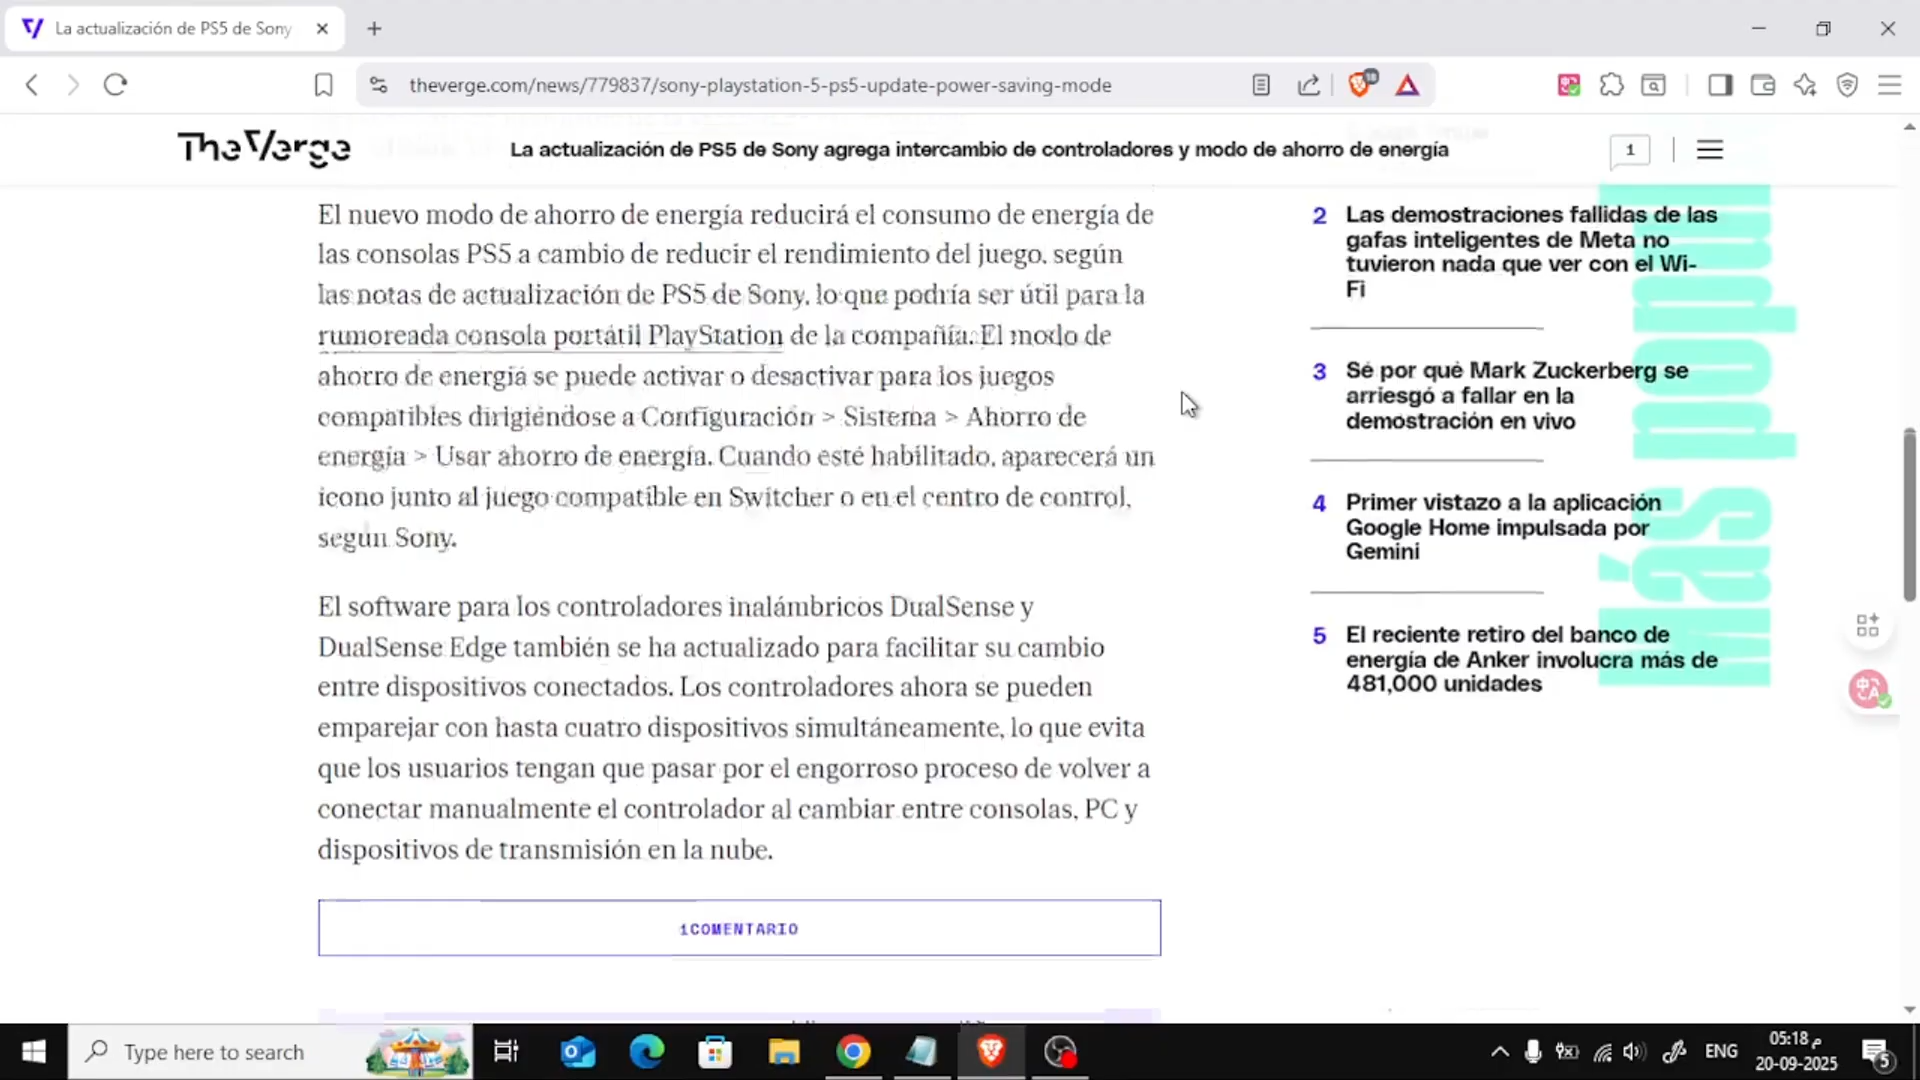 La actualización de PS5 de Sony
theverge.com/news/779837/sony-playstation-5-ps5-update-power-saving-mode
18
The Verge
La actualización de PS5 de Sony agrega intercambio de controladores y modo de ahorro de energía
1
El nuevo modo de ahorro de energía reducirá el consumo de energía de
las consolas PS5 a cambio de reducir el rendimiento del juego, según
las notas de actualización de PS5 de Sony, lo que podría ser útil para la
rumoreada consola portátil PlayStation de la compañía. El modo de
ahorro de energía se puede activar o desactivar para los juegos
compatibles dirigiéndose a Configuración > Sistema > Ahorro de
energía > Usar ahorro de energía. Cuando esté habilitado, aparecerá un
icono junto al juego compatible en Switcher o en el centro de control,
según Sony.
El software para los controladores inalámbricos DualSense y
DualSense Edge también se ha actualizado para facilitar su cambio
entre dispositivos conectados. Los controladores ahora se pueden
emparejar con hasta cuatro dispositivos simultáneamente, lo que evita
que los usuarios tengan que pasar por el engorroso proceso de volver a
conectar manualmente el controlador al cambiar entre consolas, PC y
dispositivos de transmisión en la nube.
1COMENTARIO
2 Las demostraciones fallidas de las
gafas inteligentes de Meta no
tuvieron nada que ver con el Wi-
Fi
3 Sé por qué Mark Zuckerberg se
arriesgó a fallar en la
demostración en vivo
4 Primer vistazo a la aplicación
Google Home impulsada por
Gemini
5 El reciente retiro del banco de
energía de Anker involucra más de
481,000 unidades
Más popul
Type here to search
ENG
05:18 م
20-09-2025
5